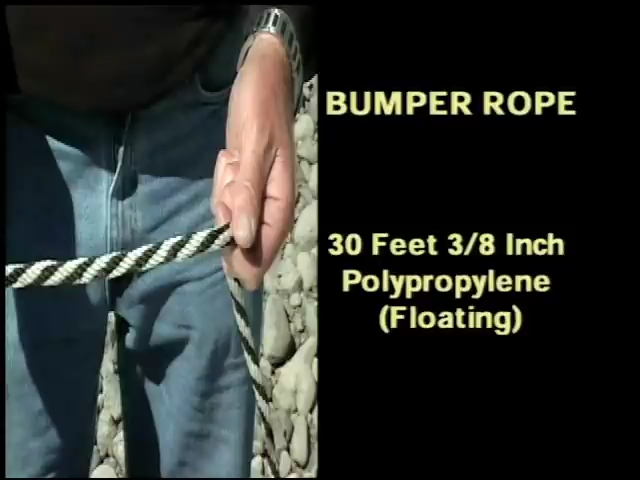 BUMPER ROPE
30 Feet 3/8 Inch
Polypropylene
(Floating)